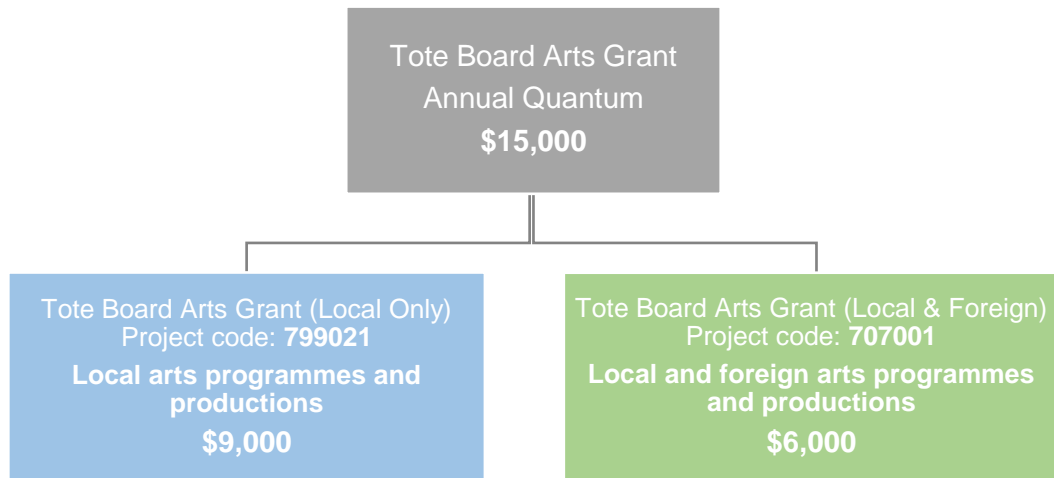 Tote Board Arts Grant
Annual Quantum
$15,000
Tote Board Arts Grant (Local Only)
Project code: 799021
Local arts programmes and
productions
$9,000
Tote Board Arts Grant (Local & Foreign)
Project code: 707001
Local and foreign arts programmes
and productions
$6,000